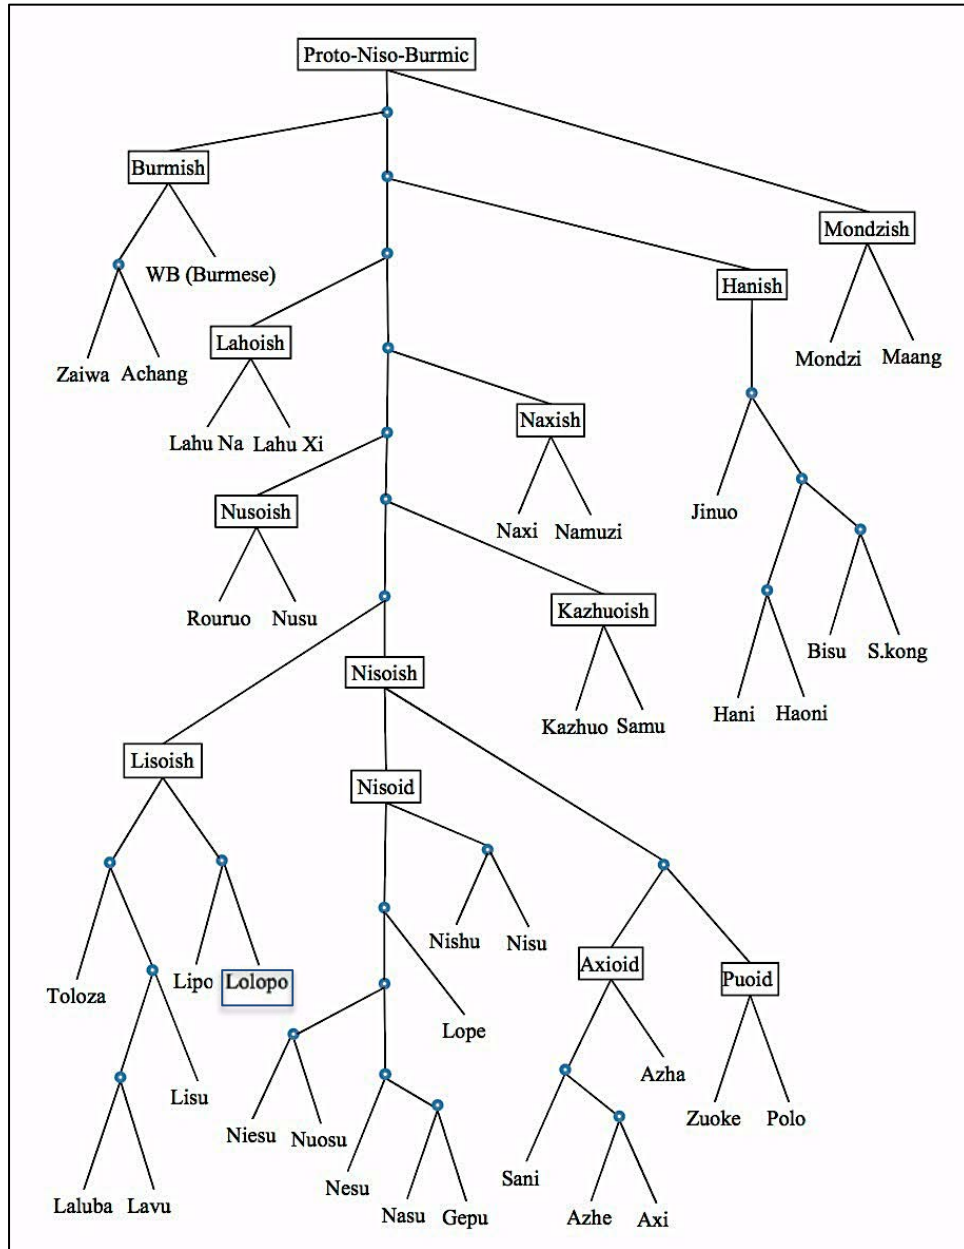 Proto-Niso-Burmic
Burmish
Mondzish
WB (Burmese)
Hanish
Lahoish
Mondzi
Maang
Zaiwa
Achang
Naxish
Lahu Na
Lahu Xi
Nusoish
Jinuo
Naxi
Namuzi
Rouruo
Nusu
Kazhuoish
Bisu
S.kong
Nisoish
Hani
Haoni
Kazhuo
Samu
Lisoish
Nisoid
Nishu
Nisu
Axioid
Puoid
Toloza
Lipo
Lolopo
Lope
Azha
Lisu
Zuoke
Polo
Niesu
Nuosu
Sani
Nesu
Laluba
Lavu
Nasu
Gepu
Azhe
Axi